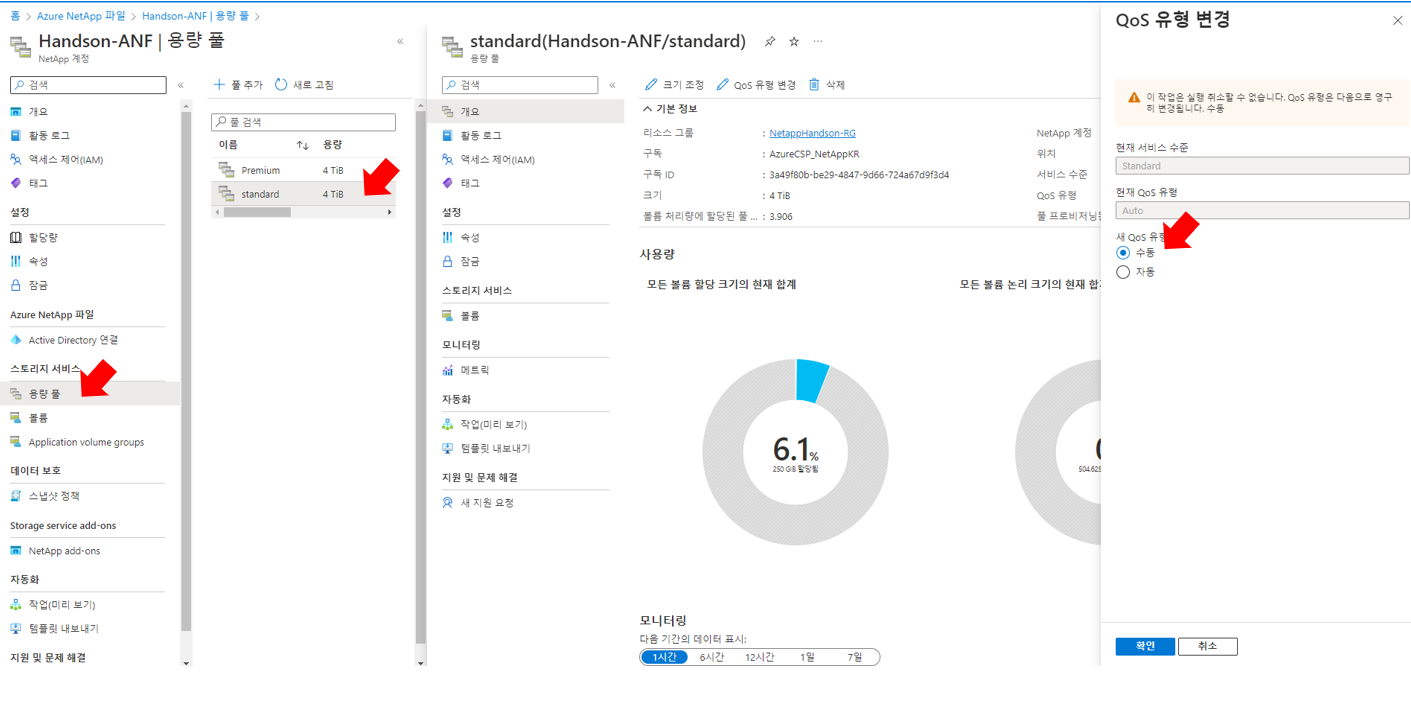 홈 > Azure NetApp 파일 > Handson-ANF | 용량 풀 >
Handson-ANF | 용량 풀
NetApp 계정
«
검색
«
개요
활동 로그
액세스 제어(IAM)
태그
설정
할당량
속성
잠금
Azure NetApp 파일
Active Directory 연결
스토리지 서비스
용량 풀
볼륨
Application volume groups
데이터 보호
스냅샷 정책
Storage service add-ons
NetApp add-ons
자동화
작업(미리 보기)
템플릿 내보내기
지원 및 문제 해결
풀 추가
새로 고침
풀 검색
이름 ↑↓ 용량
Premium 4 TiB
standard 4 TiB
standard(Handson-ANF/standard) ...
용량 풀
검색
«
개요
활동 로그
액세스 제어(IAM)
태그
설정
속성
잠금
스토리지 서비스
볼륨
모니터링
메트릭
자동화
작업(미리 보기)
템플릿 내보내기
지원 및 문제 해결
새 지원 요청
크기 조정
QoS 유형 변경
삭제
기본 정보
리소스 그룹 : NetappHandson-RG
구독 : AzureCSP_NetAppKR
구독 ID : 3a49f80b-be29-4847-9d66-724a67d9f3d4
크기 : 4 TiB
볼륨 처리량에 할당된 풀 ... : 3.906
NetApp 계정
위치
서비스 수준
QoS 유형
풀 프로비저닝
사용량
모든 볼륨 할당 크기의 현재 합계
6.1%
250 GiB 할당됨
모든 볼륨 논리 크기의 현재 합
504.625
모니터링
다음 기간의 데이터 표시:
1시간 6시간 12시간 1일 7일
QoS 유형 변경
이 작업은 실행 취소할 수 없습니다. QoS 유형은 다음으로 영구
히 변경됩니다. 수동
현재 서비스 수준
Standard
현재 QoS 유형
Auto
새 QoS 유형
수동
자동
확인
취소